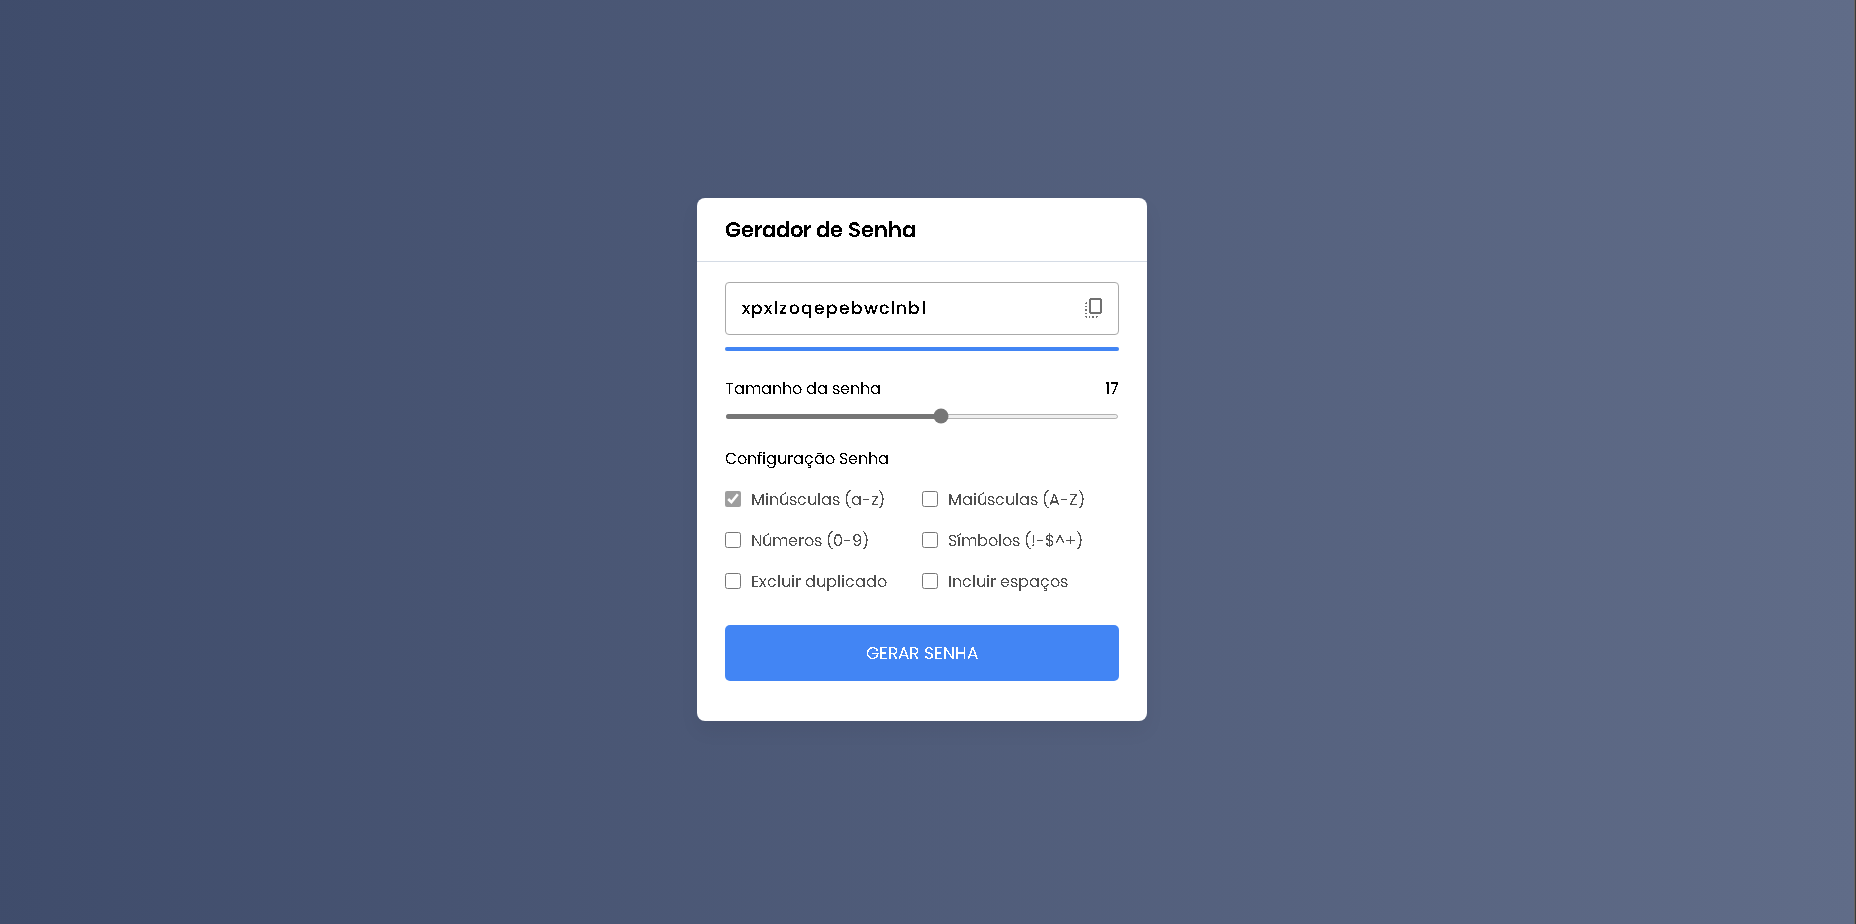 Gerador de Senha
xpxlzoqepebwclnbl
Tamanho da senha 17
Configuração Senha
Minúsculas (a-z) Maiúsculas (A-Z)
Números (0-9) Símbolos (!-$^+)
Excluir duplicado Incluir espaços
GERAR SENHA